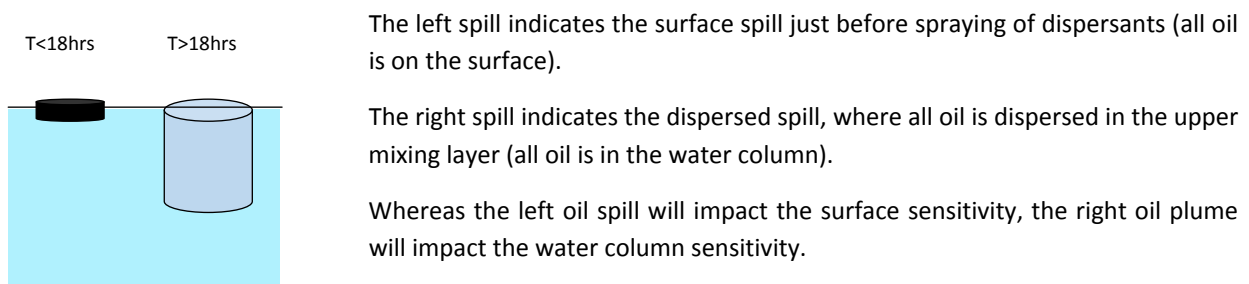 T<18hrs
T>18hrs
The left spill indicates the surface spill just before spraying of dispersants (all oil
is on the surface).
The right spill indicates the dispersed spill, where all oil is dispersed in the upper
mixing layer (all oil is in the water column).
Whereas the left oil spill will impact the surface sensitivity, the right oil plume
will impact the water column sensitivity.